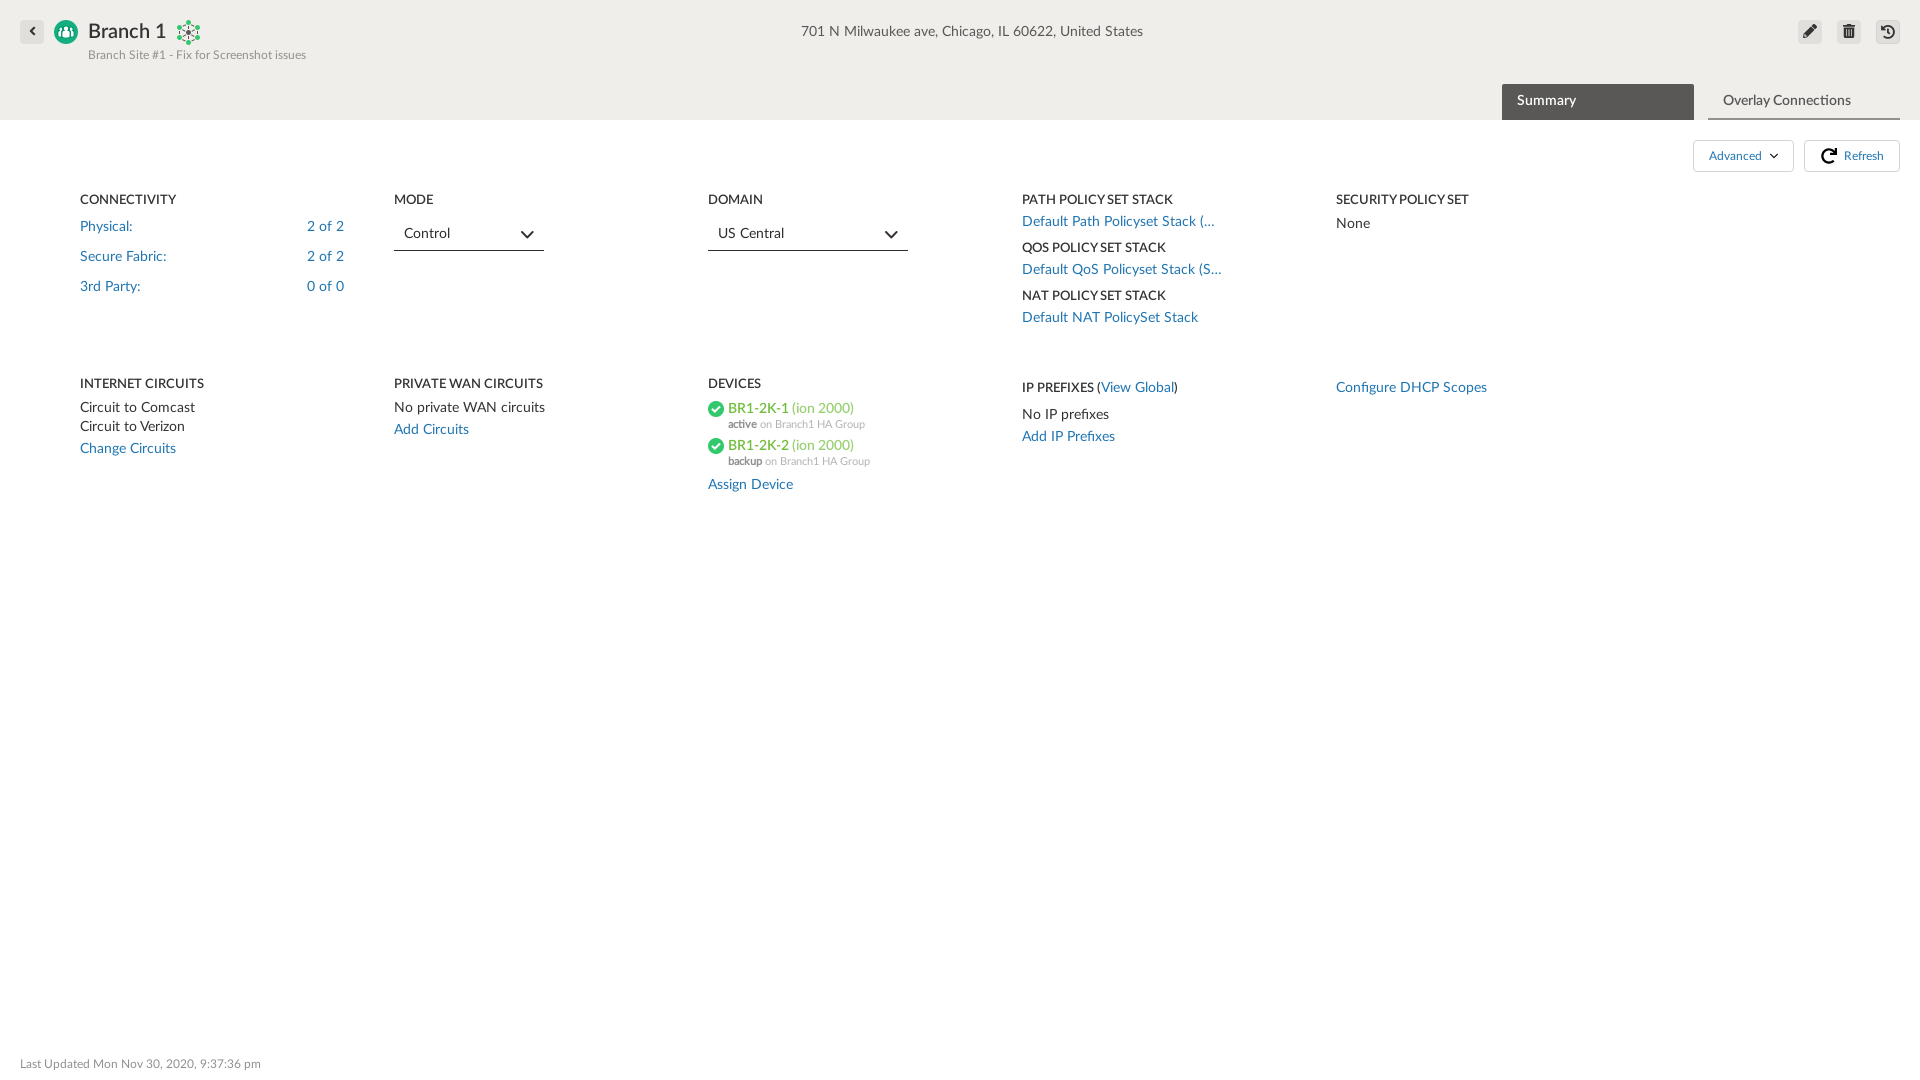 Branch 1
Branch Site #1 - Fix for Screenshot issues
701 N Milwaukee ave, Chicago, IL 60622, United States
Summary
Overlay Connections
Advanced
Refresh
CONNECTIVITY
Physical: 2 of 2
Secure Fabric: 2 of 2
3rd Party: 0 of 0
MODE
Control
DOMAIN
US Central
PATH POLICY SET STACK
Default Path Policyset Stack (...
QOS POLICY SET STACK
Default QoS Policyset Stack (S...
NAT POLICY SET STACK
Default NAT PolicySet Stack
SECURITY POLICY SET
None
INTERNET CIRCUITS
Circuit to Comcast
Circuit to Verizon
Change Circuits
PRIVATE WAN CIRCUITS
No private WAN circuits
Add Circuits
DEVICES
BR1-2K-1 (ion 2000)
active on Branch1 HA Group
BR1-2K-2 (ion 2000)
backup on Branch1 HA Group
Assign Device
IP PREFIXES (View Global)
No IP prefixes
Add IP Prefixes
Configure DHCP Scopes
Last Updated Mon Nov 30, 2020, 9:37:36 pm